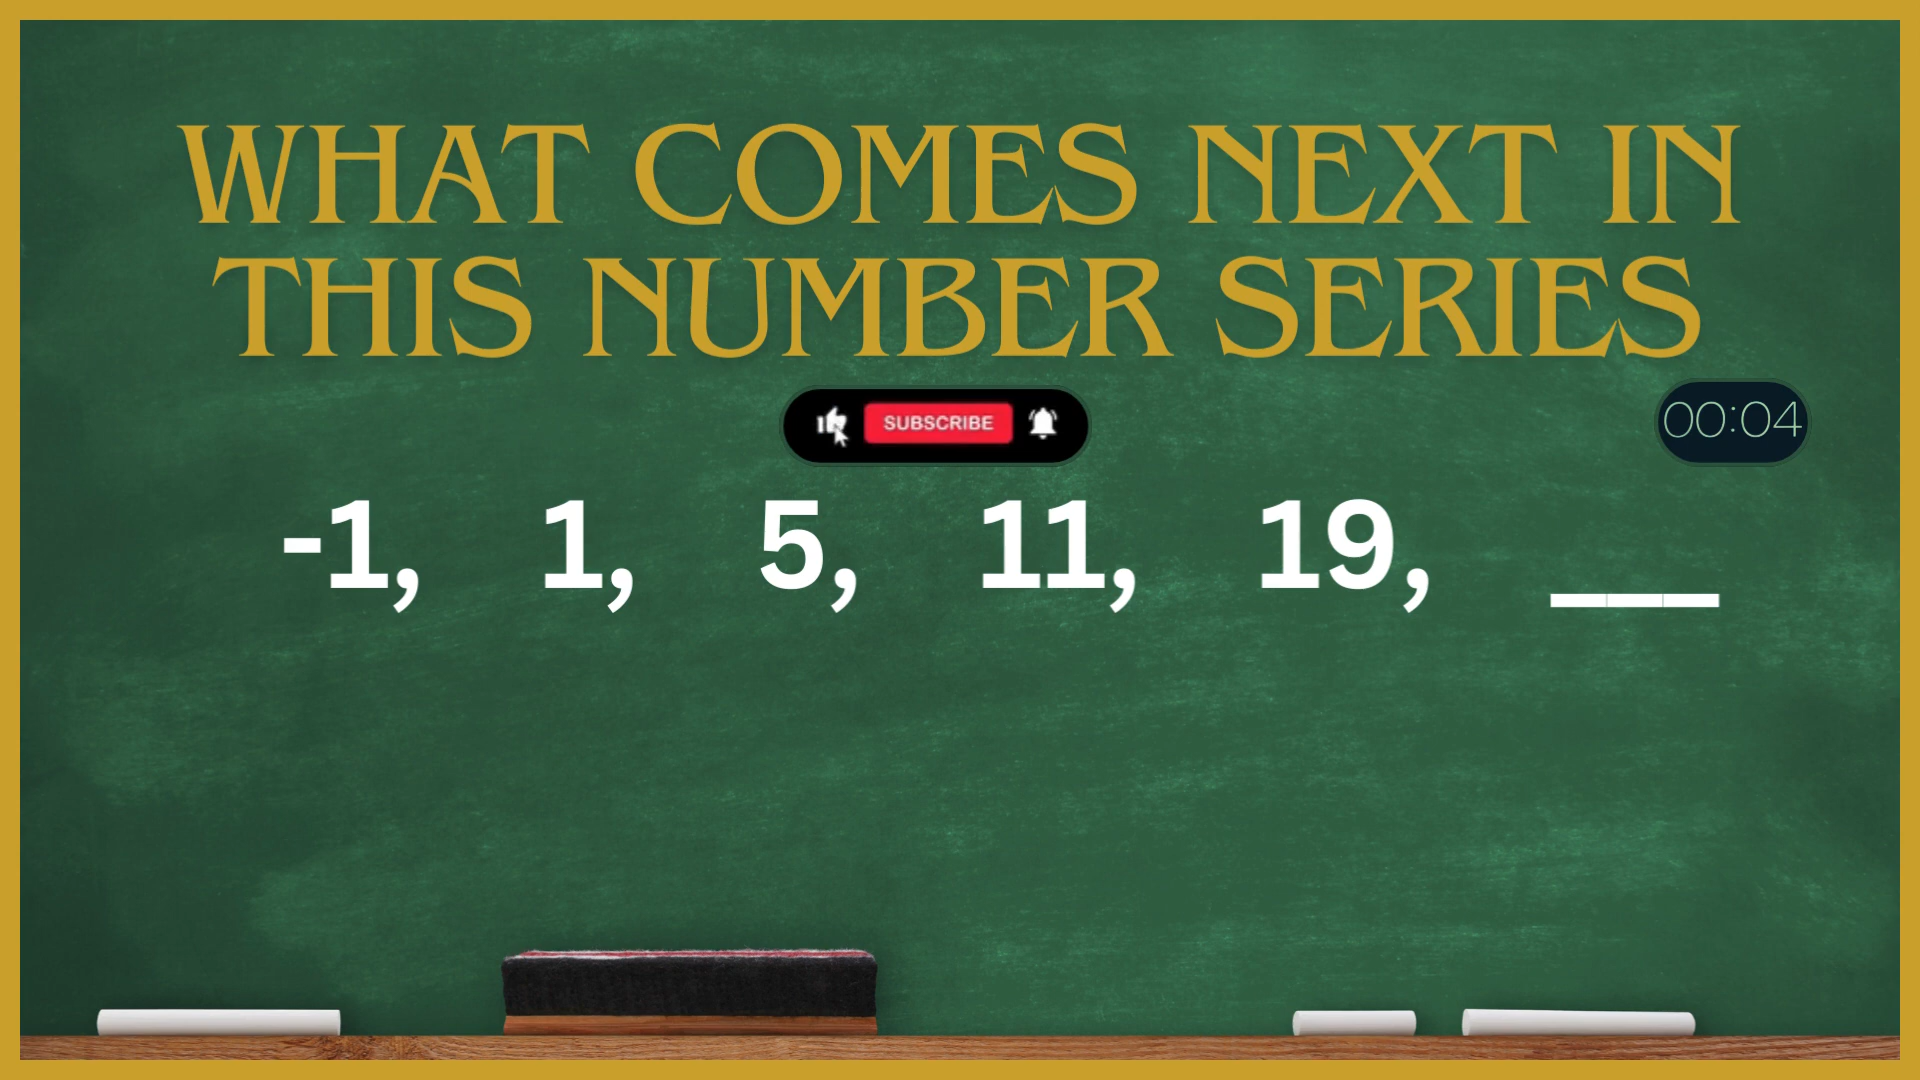 WHAT COMES NEXT IN
THIS NUMBER SERIES
SUBSCRIBE
00:04
-1, 1, 5, 11, 19, ___